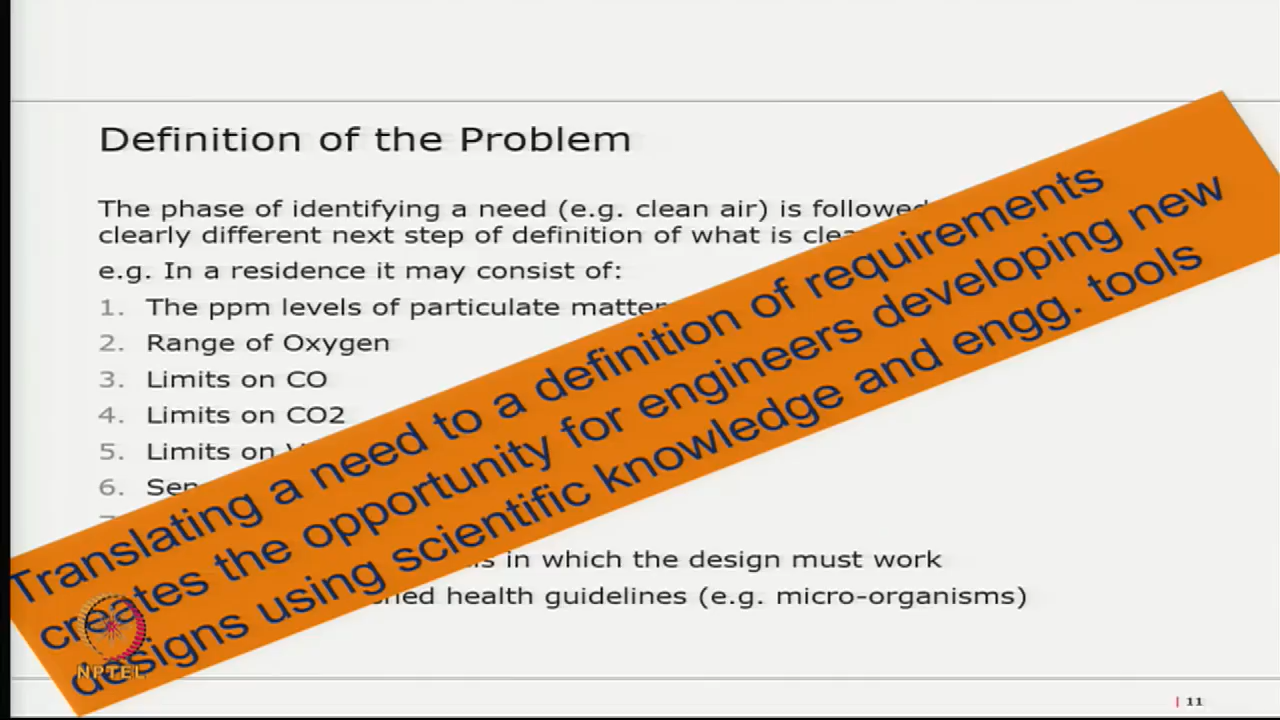 Definition of the Problem
The phase of identifying a need (e.g. clean air) is followed
clearly different next step of definition of what is
e.g. In a residence it may consist of:
1. The ppm levels of particulate matter
2. Range of Oxygen
3. Limits on CO
4. Limits on CO2
5. Limits on
6.
in which the design must work
health guidelines (e.g. micro-organisms)
Translating a need to a definition of requirements
creates the opportunity for engineers developing new
designs using scientific knowledge and engg. tools
NPTEL
| 11